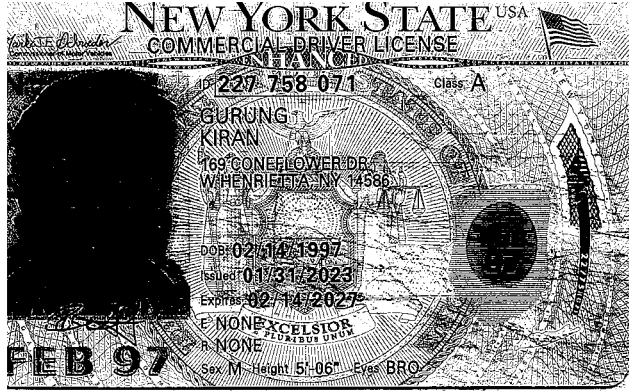 NEW YORK STATE USA
COMMERCIAL DRIVER LICENSE
ENHANCED
ID 227 758 071 Class A
GURUNG
KIRAN
169 CONEFLOWER DR
W HENRIETTA, NY 14586
DOB 02/14/1997
Issued 01/31/2023
Expires 02/14/2027
E NONE
EXCELSIOR
E PLURIBUS UNUM
R NONE
FEB 97
Sex M Height 5'-06" Eyes BRO